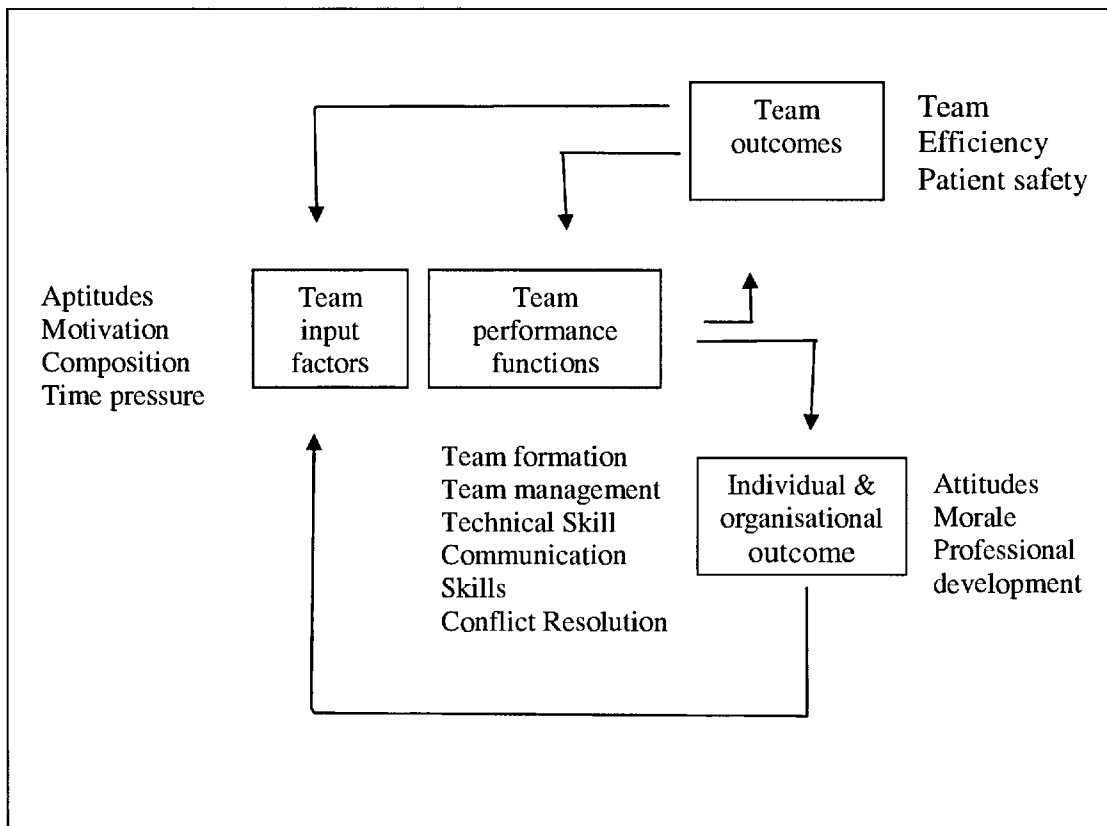 Team
outcomes
Team
Efficiency
Patient safety
Aptitudes
Motivation
Composition
Time pressure
Team
input
factors
Team
performance
functions
Team formation
Team management
Technical Skill
Communication
Skills
Conflict Resolution
Individual &
organisational
outcome
Attitudes
Morale
Professional
development